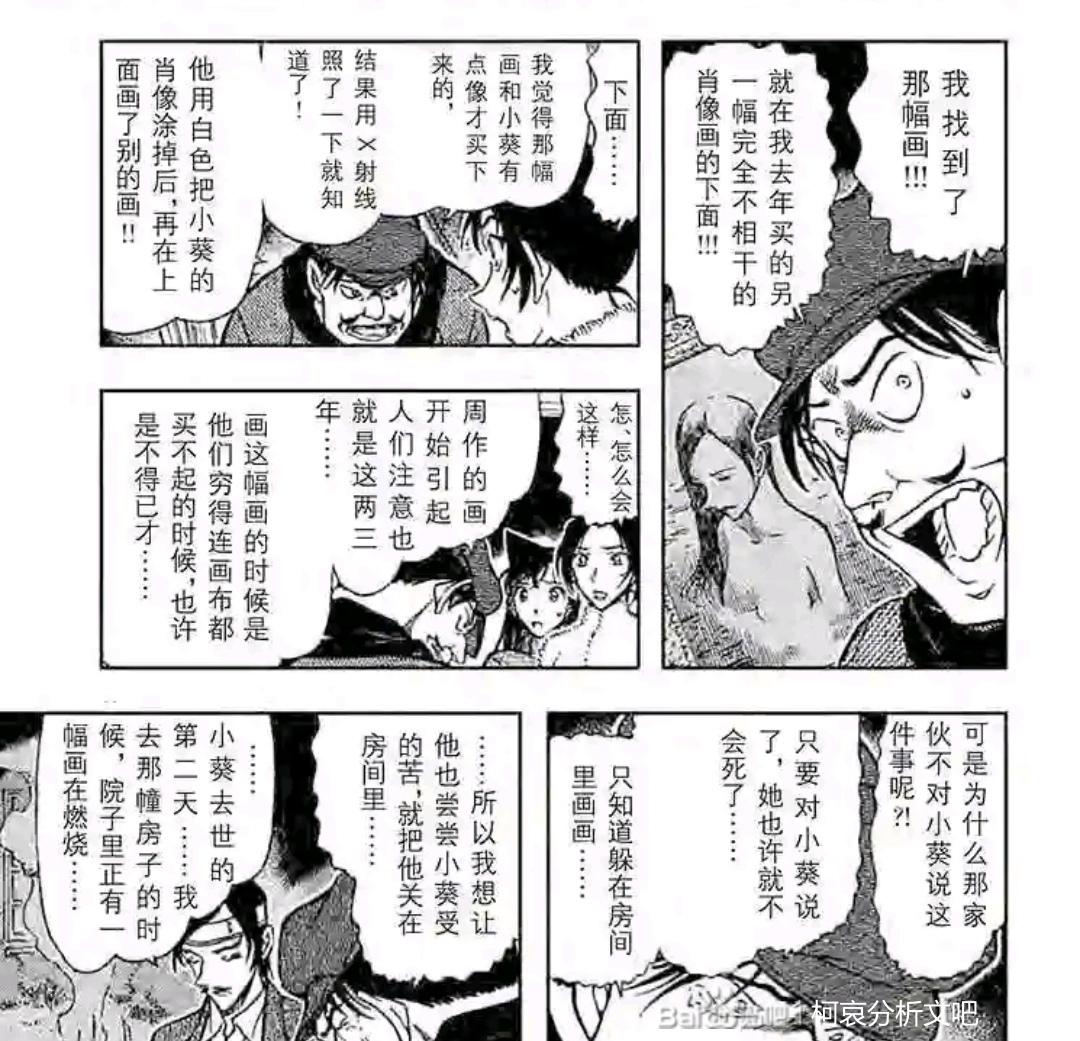 我找到了
那幅画!!!
就在我去年买的另
一幅完全不相干的
肖像画的下面!!!
下面……
我觉得那幅
画和小葵有
点像才买下
来的,
结果用X射线
照了一下就知
道了!
他用白色把小葵的
肖像涂掉后,再在上
面画了别的画!!
怎、怎么会
这样……
周作的画
开始引起
人们注意也
就是这两三
年……
画这幅画的时候是
他们穷得连画布都
买不起的时候,也许
是不得已才……
可是为什么那家
伙不对小葵说这
件事呢?!
只要对小葵说
了,她也许就不
会死了……
只知道躲在房间
里画画……
……所以我想让
他也尝尝小葵受
的苦,就把他关在
房间里……
……
小葵去世的
第二天……我
去那幢房子的时
候,院子里正有一
幅画在燃烧……
柯哀分析文吧